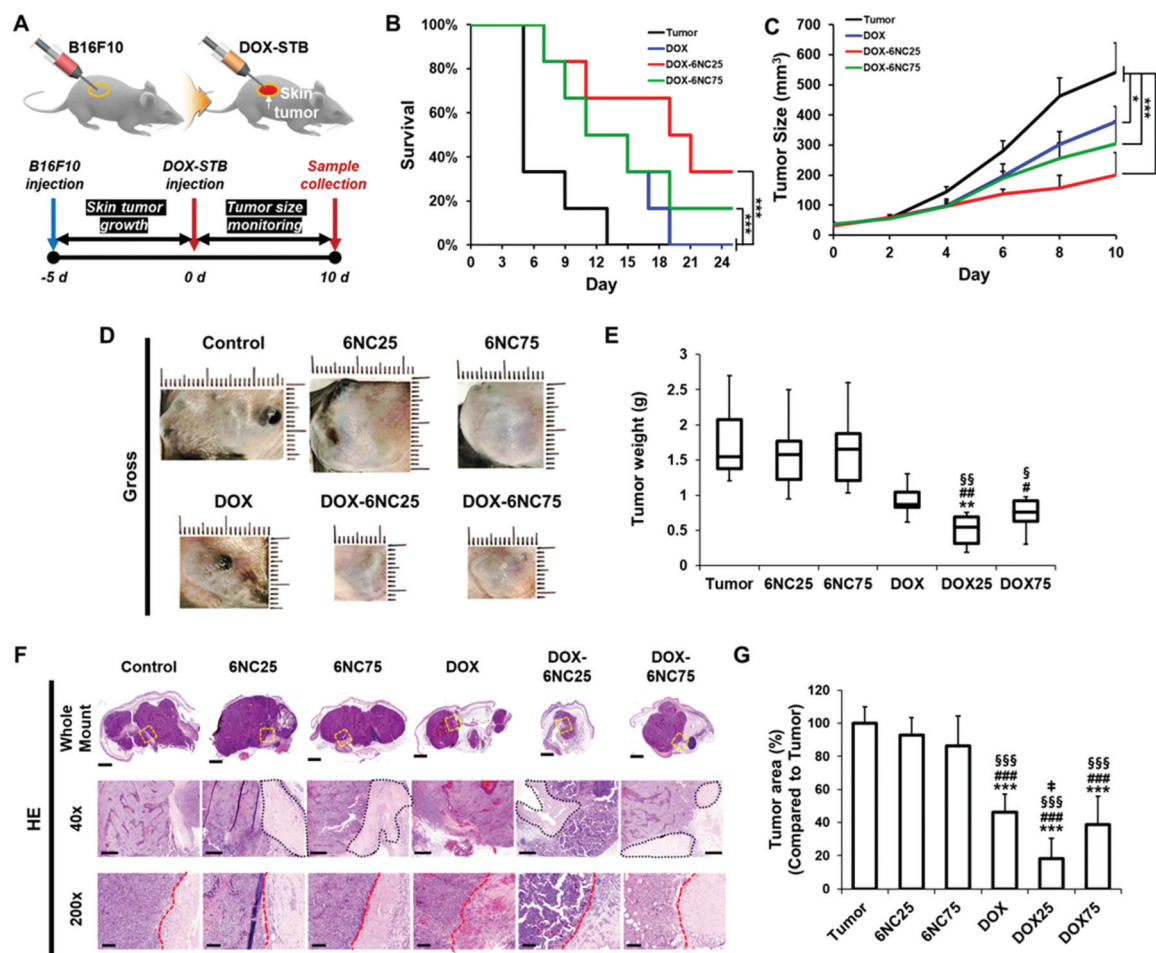 A
B16F10
DOX-STB
Skin
tumor
B16F10
injection
DOX-STB
injection
Sample
collection
Skin tumor
growth
Tumor size
monitoring
-5 d
0 d
10 d
B
100%
80%
60%
40%
20%
0%
Survival
0 3 6 9 12 15 18 21 24
Day
Tumor
DOX
DOX-6NC25
DOX-6NC75
***
***
C
Tumor
DOX
DOX-6NC25
DOX-6NC75
700
600
500
400
300
200
100
0
Tumor Size (mm³)
0 2 4 6 8 10
Day
*
***
D
Gross
Control 6NC25 6NC75
DOX DOX-6NC25 DOX-6NC75
E
3
2.5
2
1.5
1
0.5
0
Tumor weight (g)
§§
##
**
§
#
Tumor 6NC25 6NC75 DOX DOX25 DOX75
F
HE
Control 6NC25 6NC75 DOX DOX-
6NC25
DOX-
6NC75
Whole
Mount
40x
200x
G
120
100
80
60
40
20
0
Tumor area (%)
(Compared to Tumor)
§§§
###
***
‡
§§§
###
***
§§§
###
***
Tumor 6NC25 6NC75 DOX DOX25 DOX75